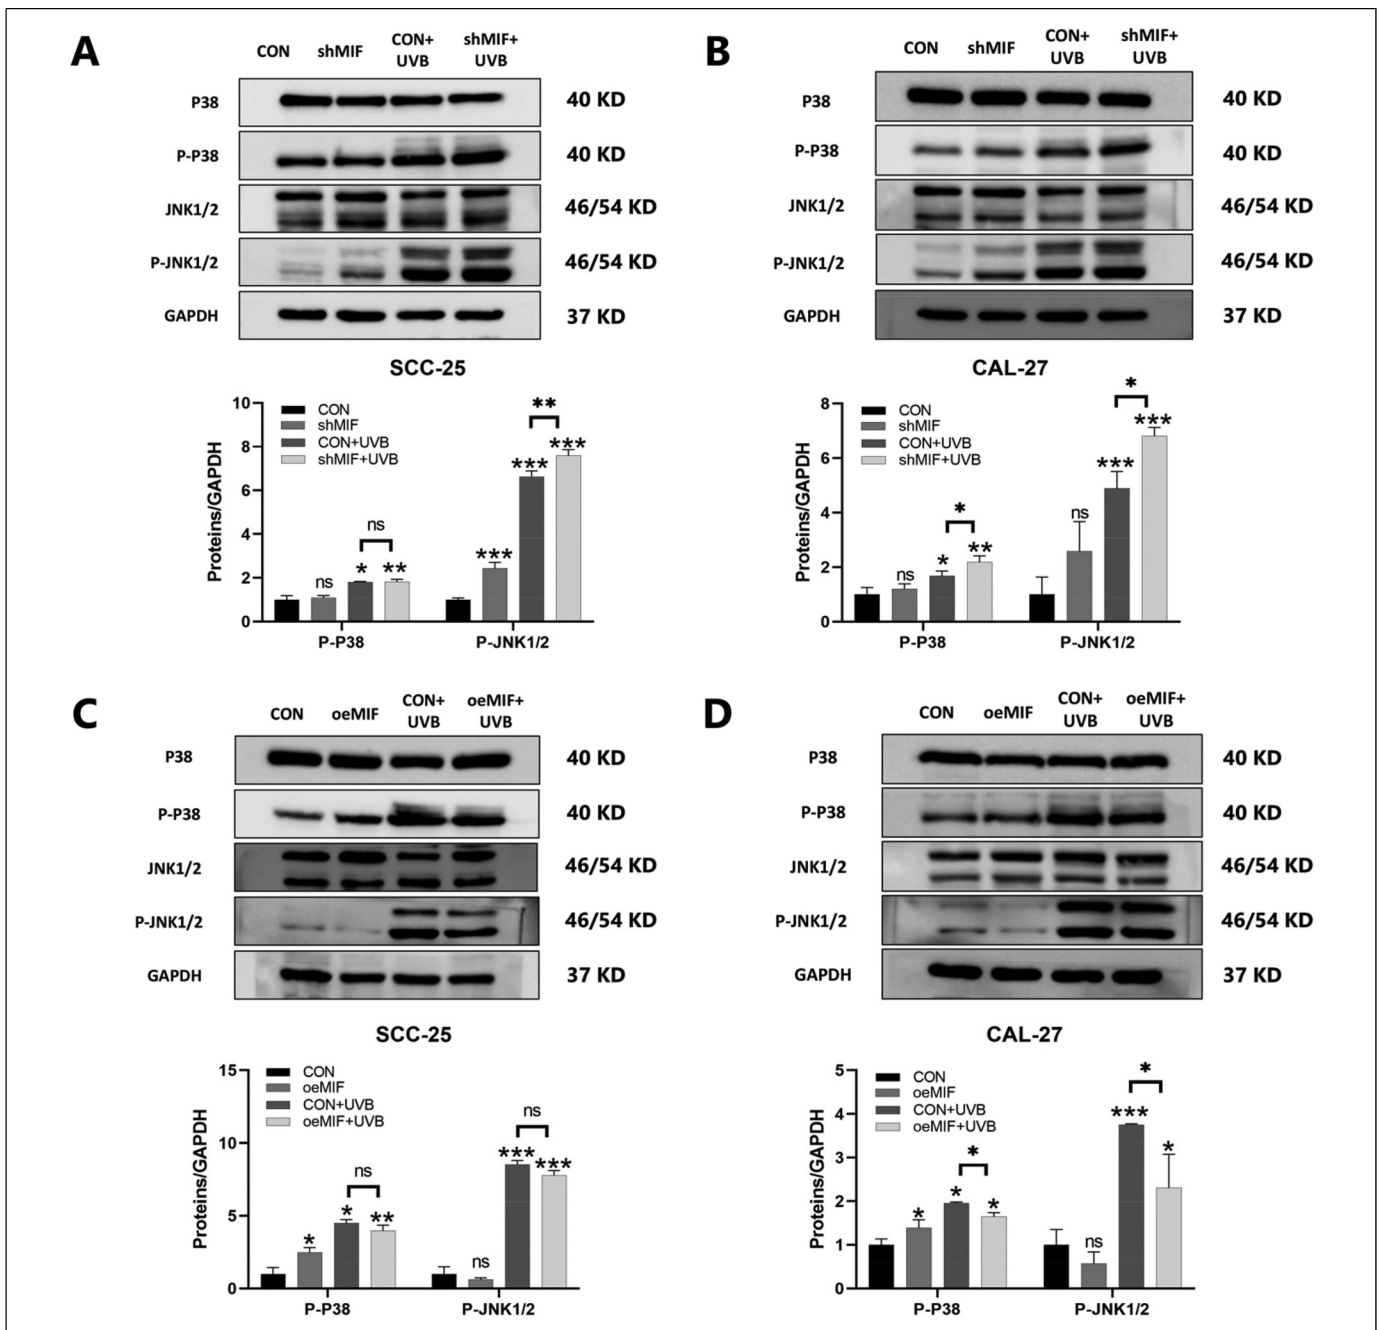 A
CON shMIF CON+ UVB shMIF+ UVB
P38 40 KD
P-P38 40 KD
JNK1/2 46/54 KD
P-JNK1/2 46/54 KD
GAPDH 37 KD
SCC-25
Proteins/GAPDH
10
8
6
4
2
0
CON
shMIF
CON+UVB
shMIF+UVB
ns * ** ns
*** *** *** **
P-P38 P-JNK1/2
B
CON shMIF CON+ UVB shMIF+ UVB
P38 40 KD
P-P38 40 KD
JNK1/2 46/54 KD
P-JNK1/2 46/54 KD
GAPDH 37 KD
CAL-27
Proteins/GAPDH
8
6
4
2
0
CON
shMIF
CON+UVB
shMIF+UVB
ns * ** *
ns *** *** *
P-P38 P-JNK1/2
C
CON oeMIF CON+ UVB oeMIF+ UVB
P38 40 KD
P-P38 40 KD
JNK1/2 46/54 KD
P-JNK1/2 46/54 KD
GAPDH 37 KD
SCC-25
Proteins/GAPDH
15
10
5
0
CON
oeMIF
CON+UVB
oeMIF+UVB
* * ** ns
ns *** *** ns
P-P38 P-JNK1/2
D
CON oeMIF CON+ UVB oeMIF+ UVB
P38 40 KD
P-P38 40 KD
JNK1/2 46/54 KD
P-JNK1/2 46/54 KD
GAPDH 37 KD
CAL-27
Proteins/GAPDH
5
4
3
2
1
0
CON
oeMIF
CON+UVB
oeMIF+UVB
* * * *
ns *** * *
P-P38 P-JNK1/2